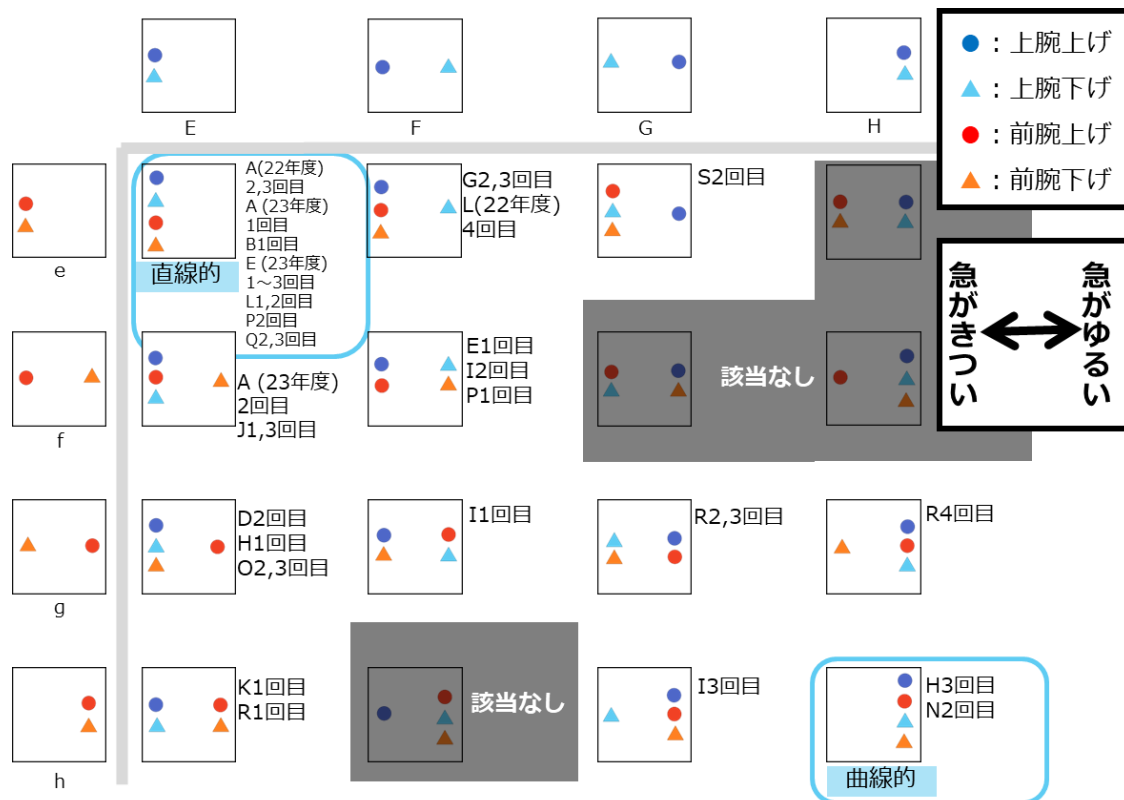 E
F
G
H
●：上腕上げ
▲：上腕下げ
●：前腕上げ
▲：前腕下げ
急がきつい
急がゆるい
e
直線的
A(22年度)
2,3回目
A (23年度)
1回目
B1回目
E (23年度)
1～3回目
L1,2回目
P2回目
Q2,3回目
G2,3回目
L(22年度)
4回目
S2回目
f
A (23年度)
2回目
J1,3回目
E1回目
I2回目
P1回目
該当なし
g
D2回目
H1回目
O2,3回目
I1回目
R2,3回目
R4回目
h
K1回目
R1回目
該当なし
I3回目
H3回目
N2回目
曲線的